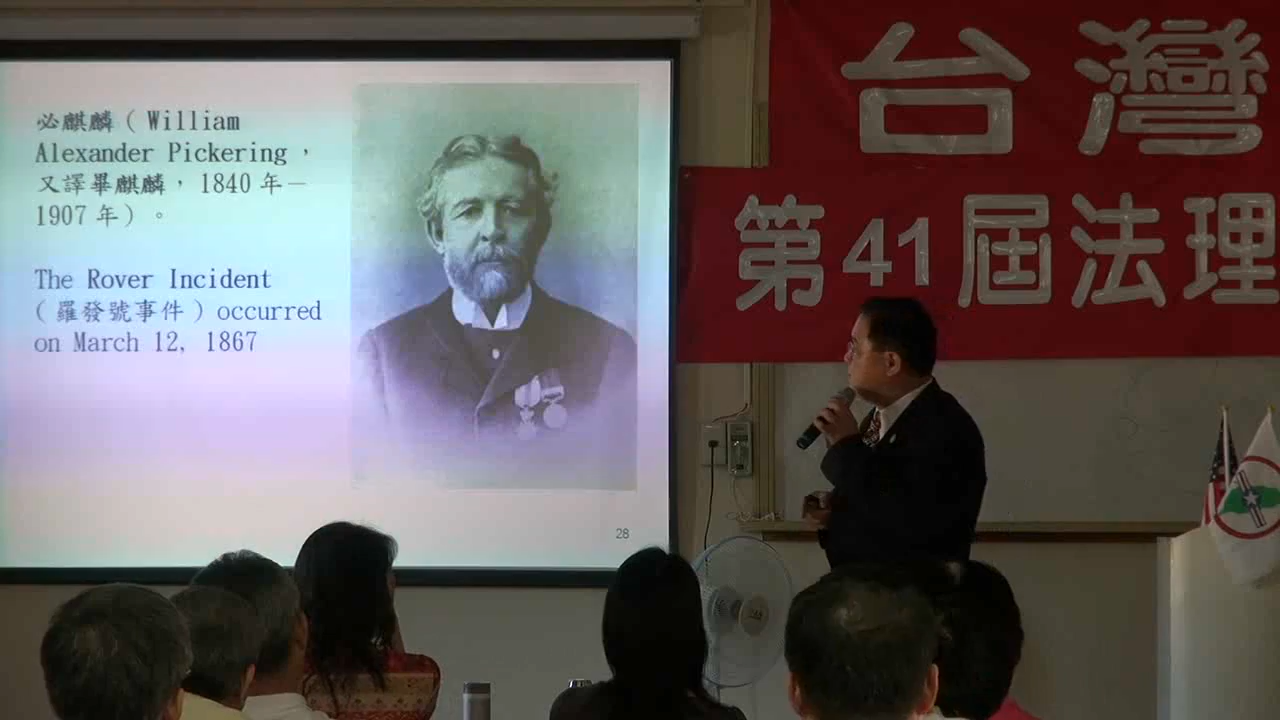 必麒麟（William
Alexander Pickering，
又譯畢麒麟，1840 年－
1907 年）。
The Rover Incident
（羅發號事件）occurred
on March 12, 1867
28
台灣
第41屆法理